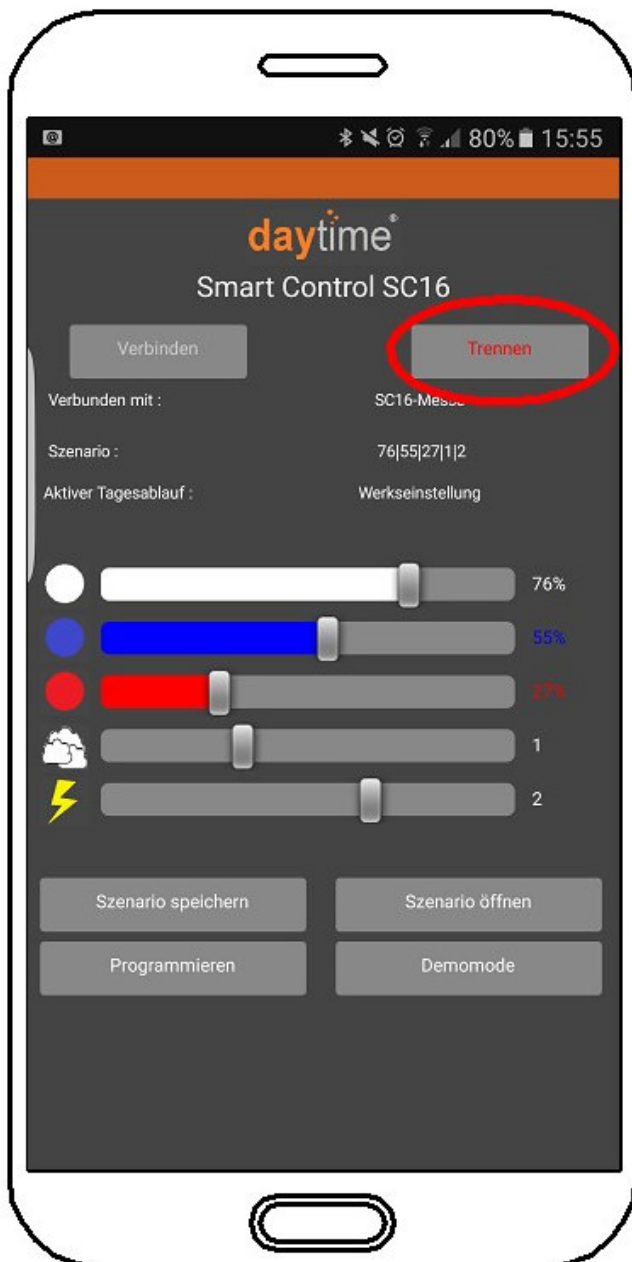 80% 15:55
daytime®
Smart Control SC16
Verbinden Trennen
Verbunden mit :
Szenario : 76|55|27|1|2
Aktiver Tagesablauf : Werkseinstellung
76%
55%
27%
1
2
Szenario speichern Szenario öffnen
Programmieren Demomode